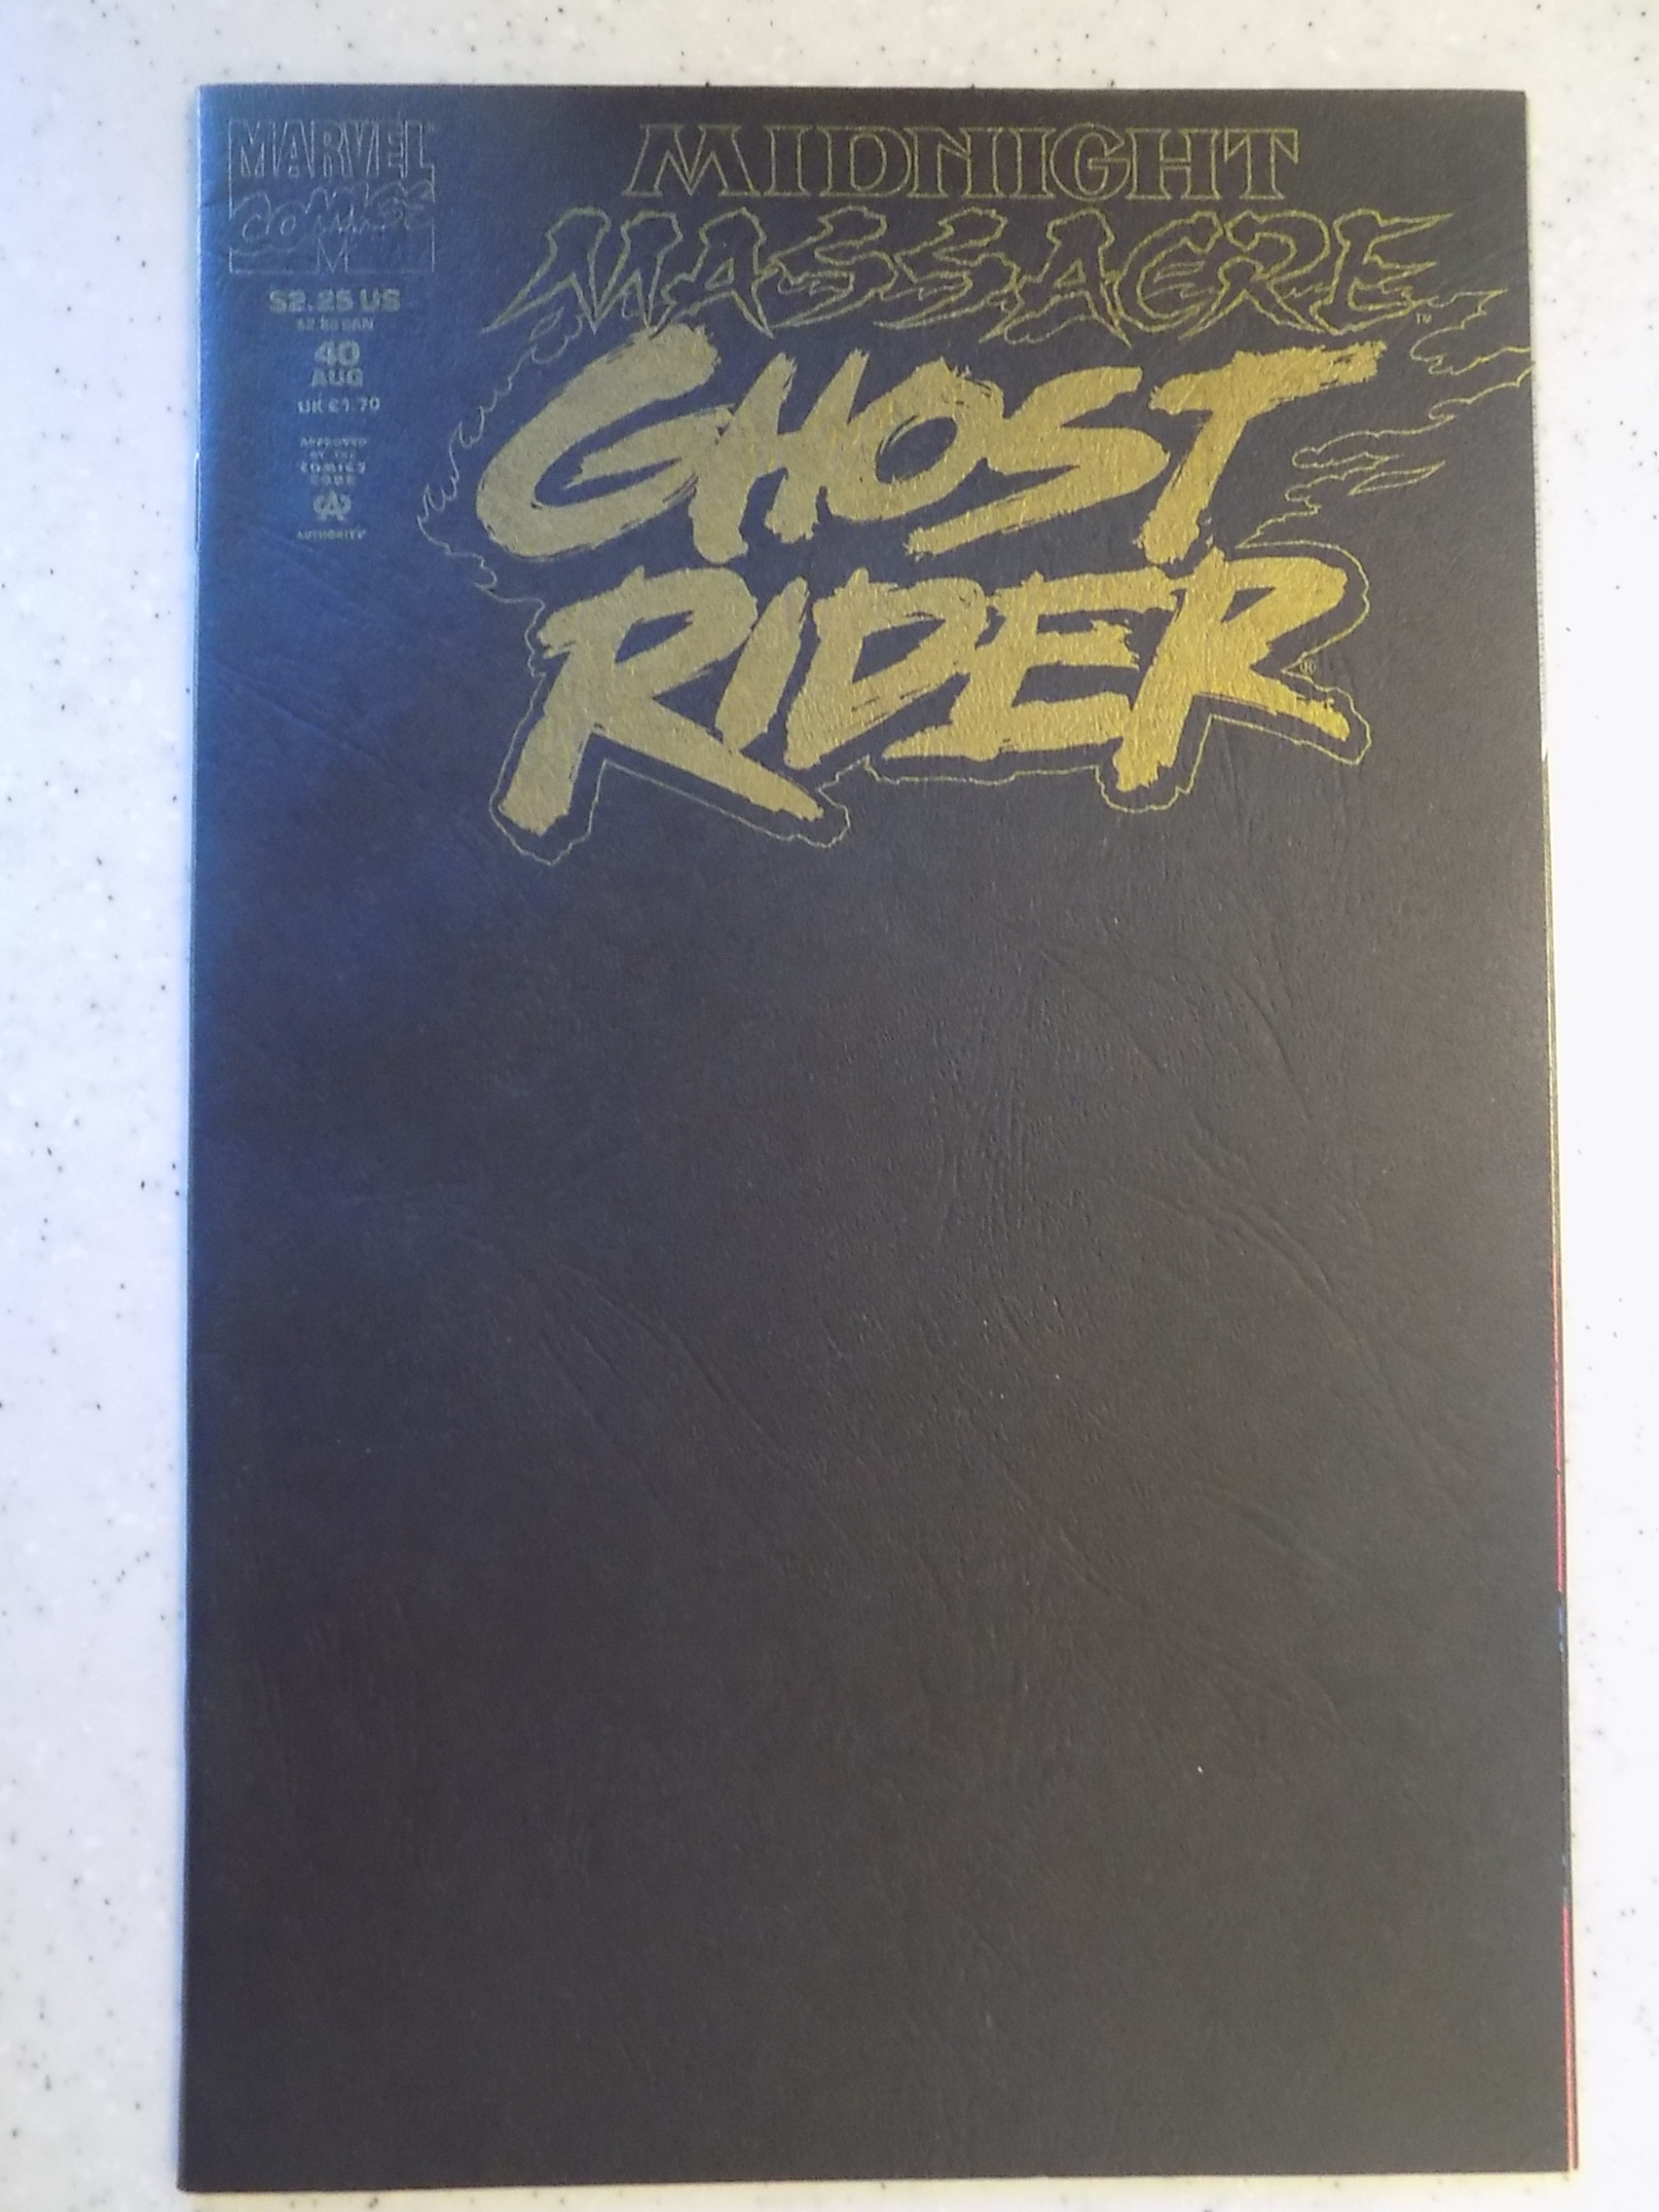 MARVEL
COMICS
$2.25 US
40
AUG
UK £1.70
APPROVED
BY THE
COMICS
CODE
AUTHORITY
MIDNIGHT
MASSACRE™
GHOST
RIDER®